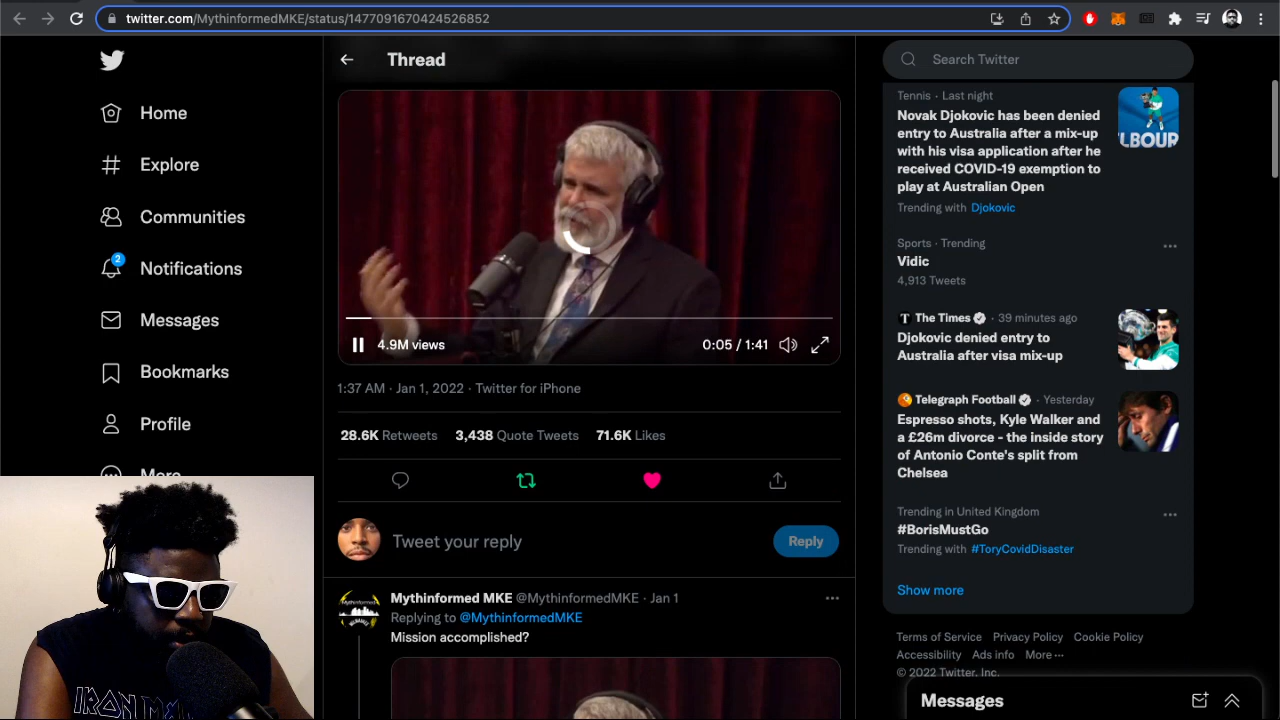 twitter.com/MythinformedMKE/status/1477091670424526852
Home
Explore
Communities
2
Notifications
Messages
Bookmarks
Profile
More
IRON
Thread
4.9M views
0:05 / 1:41
1:37 AM · Jan 1, 2022 · Twitter for iPhone
28.6K Retweets 3,438 Quote Tweets 71.6K Likes
Tweet your reply
Reply
Mythinformed MKE @MythinformedMKE · Jan 1
Replying to @MythinformedMKE
Mission accomplished?
Search Twitter
Tennis · Last night
Novak Djokovic has been denied
entry to Australia after a mix-up
with his visa application after he
received COVID-19 exemption to
play at Australian Open
Trending with Djokovic
Sports · Trending
Vidic
4,913 Tweets
The Times · 39 minutes ago
Djokovic denied entry to
Australia after visa mix-up
Telegraph Football · Yesterday
Espresso shots, Kyle Walker and
a £26m divorce - the inside story
of Antonio Conte's split from
Chelsea
Trending in United Kingdom
#BorisMustGo
Trending with #ToryCovidDisaster
Show more
Terms of Service Privacy Policy Cookie Policy
Accessibility Ads info More
© 2022 Twitter, Inc.
Messages